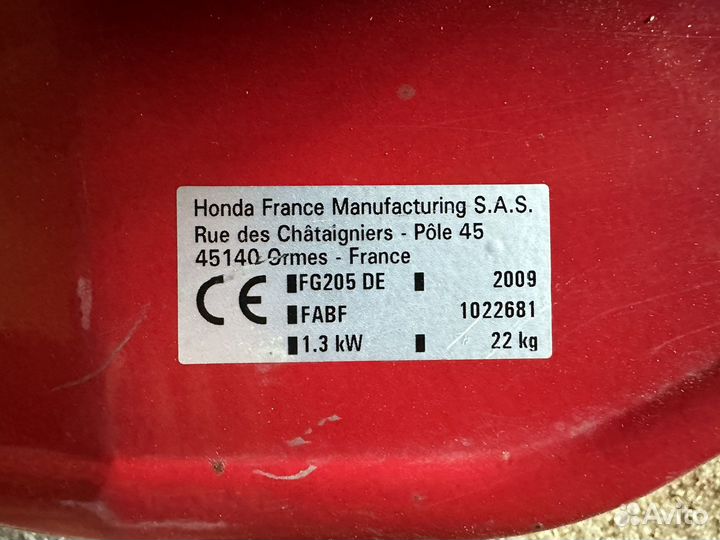 Honda France Manufacturing S.A.S.
Rue des Châtaigniers - Pôle 45
45140 Ormes - France
CE FG205 DE 2009
FABF 1022681
1.3 kW 22 kg
Avito